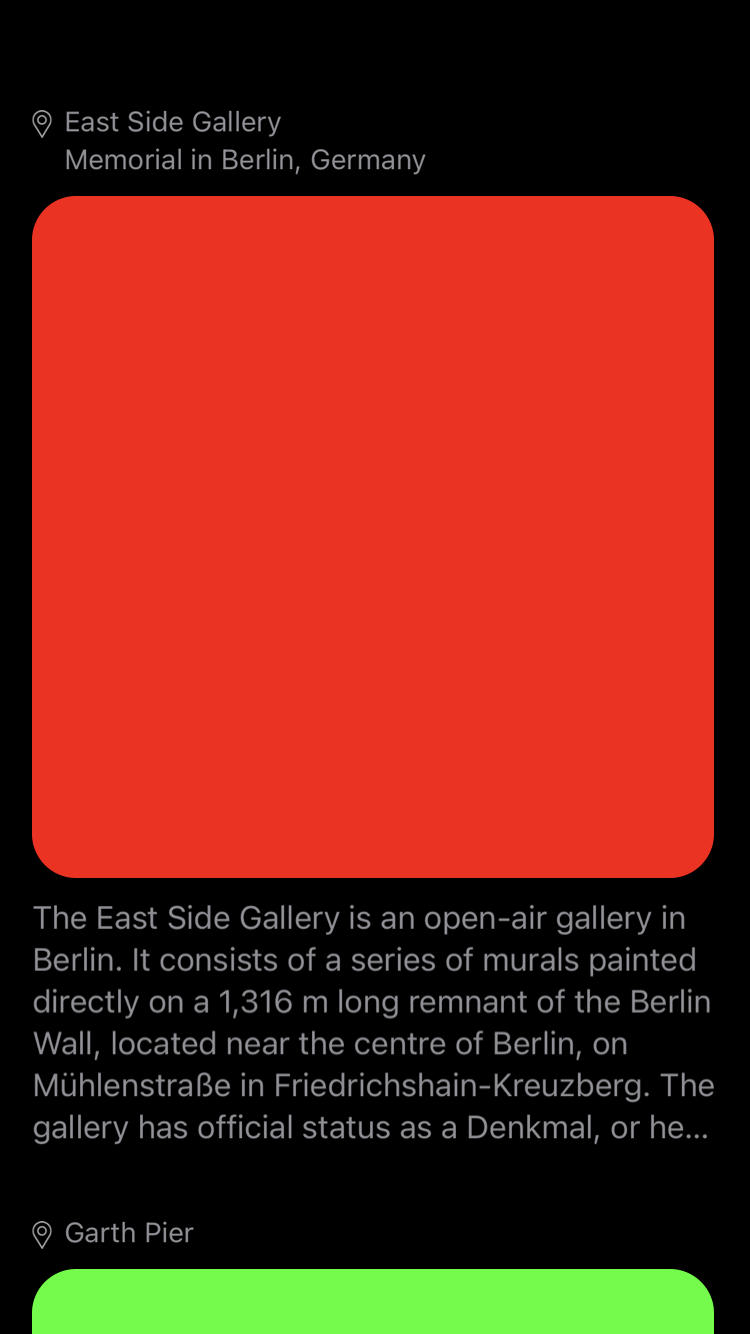 East Side Gallery
Memorial in Berlin, Germany
The East Side Gallery is an open-air gallery in
Berlin. It consists of a series of murals painted
directly on a 1,316 m long remnant of the Berlin
Wall, located near the centre of Berlin, on
Mühlenstraße in Friedrichshain-Kreuzberg. The
gallery has official status as a Denkmal, or he...
Garth Pier